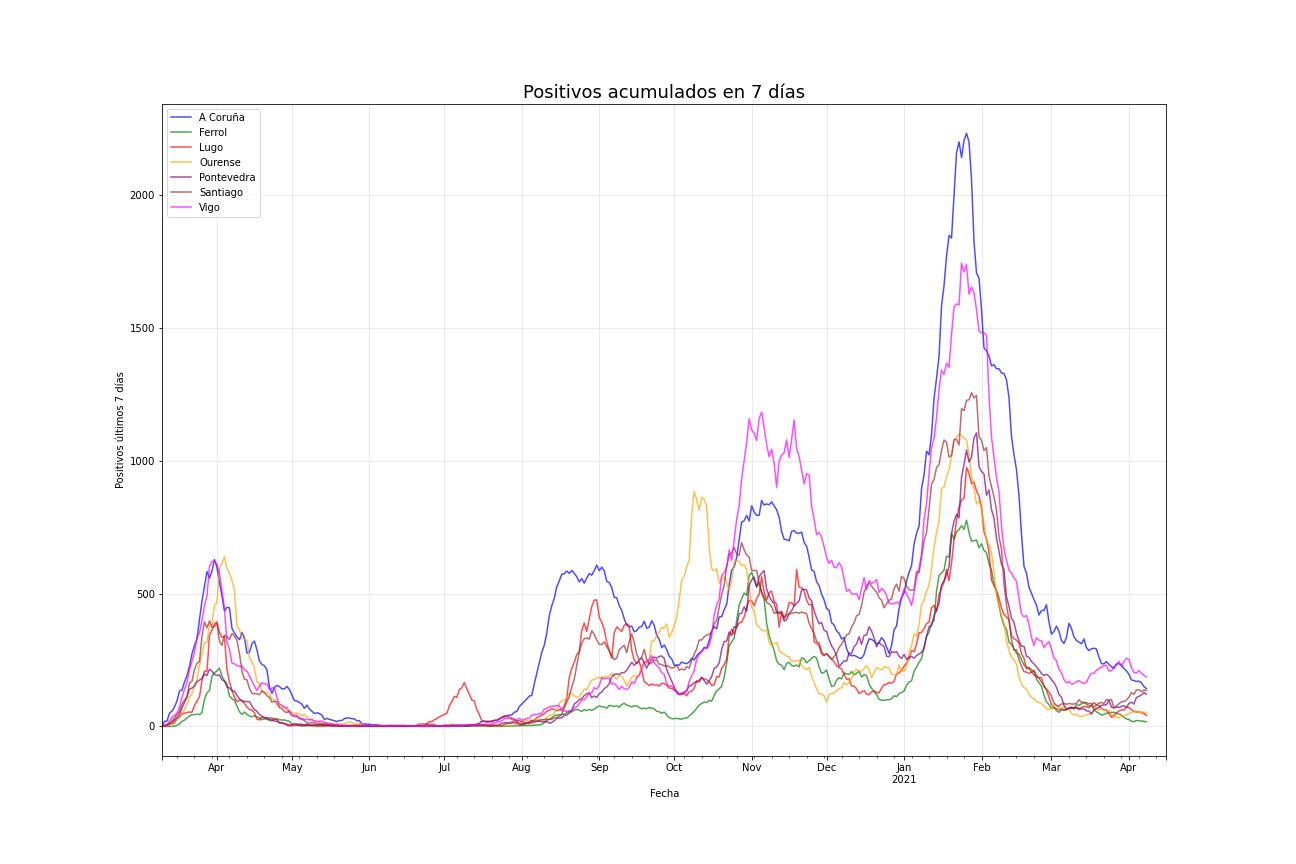 Positivos acumulados en 7 días
A Coruña
Ferrol
Lugo
Ourense
Pontevedra
Santiago
Vigo
2000
1500
1000
500
0
Positivos últimos 7 días
Apr May Jun Jul Aug Sep Oct Nov Dec Jan Feb Mar Apr
2021
Fecha